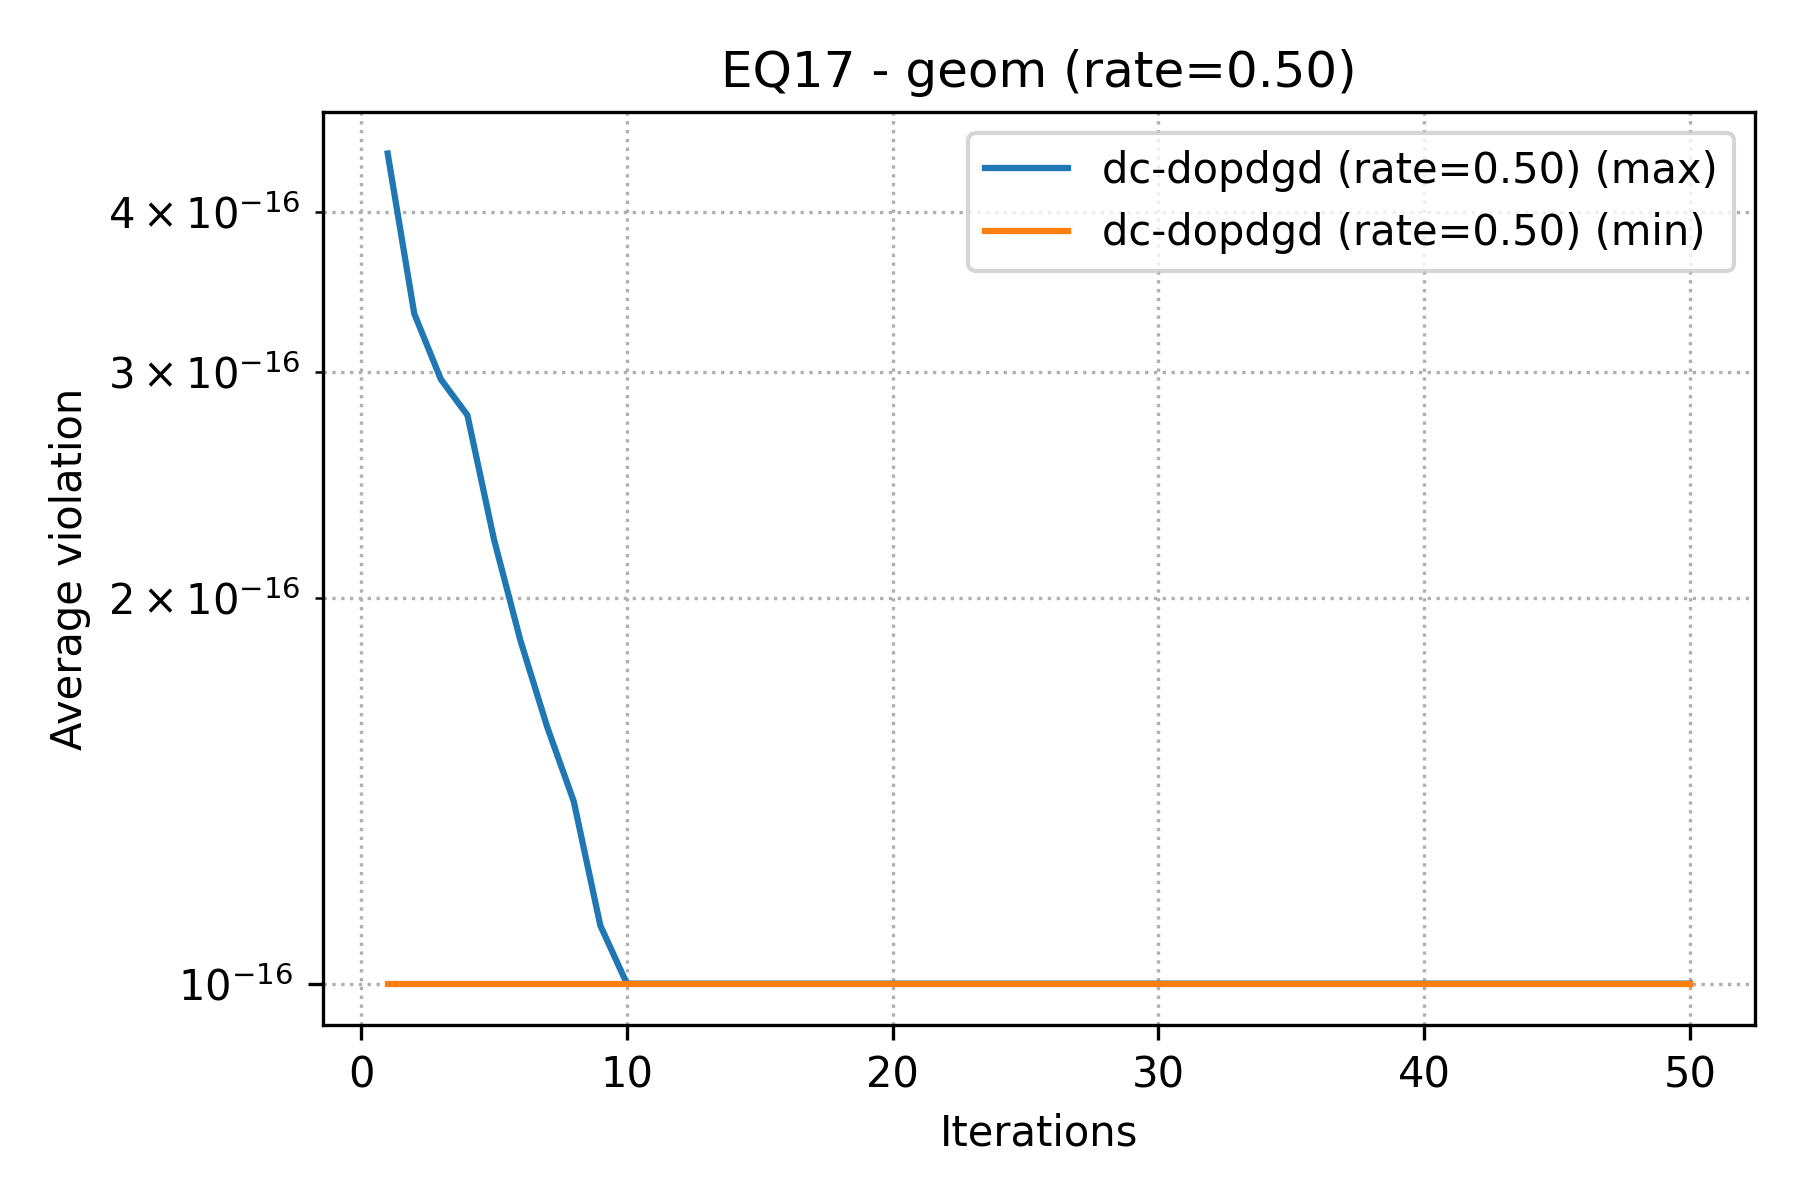 EQ17 - geom (rate=0.50)
dc-dopdgd (rate=0.50) (max)
dc-dopdgd (rate=0.50) (min)
4 × 10⁻¹⁶
3 × 10⁻¹⁶
2 × 10⁻¹⁶
10⁻¹⁶
Average violation
0 10 20 30 40 50
Iterations